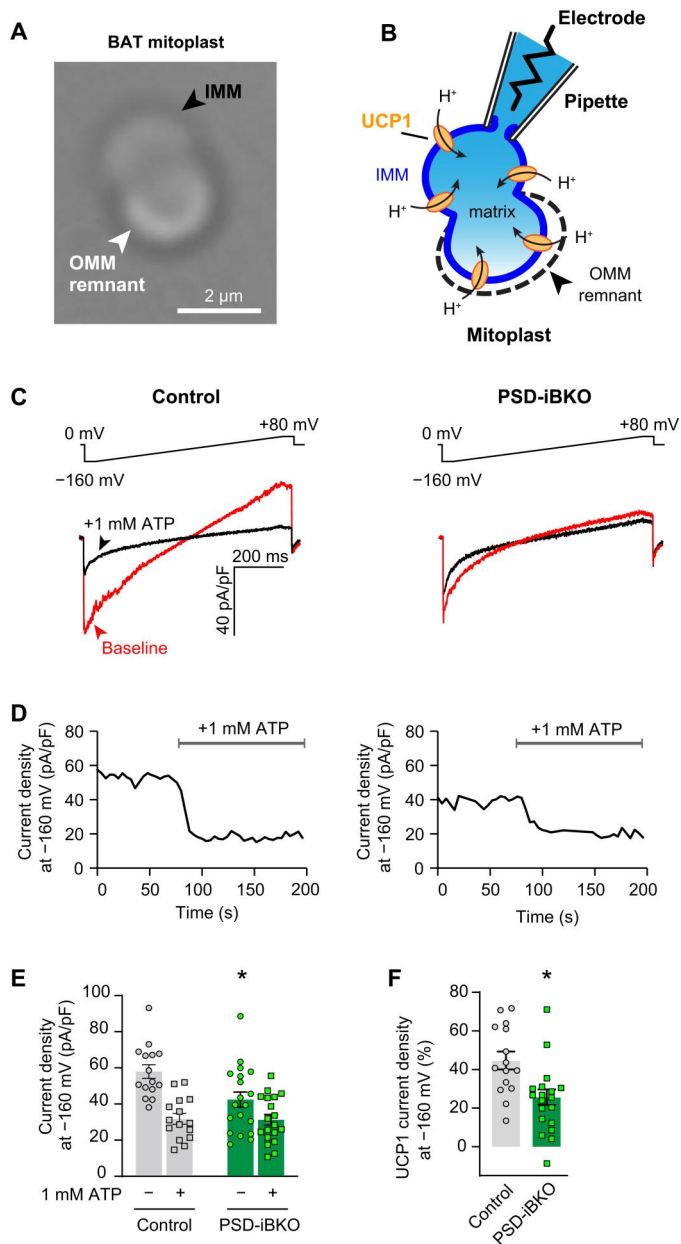 A
BAT mitoplast
IMM
OMM
remnant
2 µm
B
Electrode
Pipette
H+
UCP1
IMM
H+
H+
matrix
H+
H+
OMM
remnant
Mitoplast
C
Control
PSD-iBKO
0 mV
+80 mV
−160 mV
+1 mM ATP
200 ms
40 pA/pF
Baseline
0 mV
+80 mV
−160 mV
D
Current density
at −160 mV (pA/pF)
80
60
40
20
0
+1 mM ATP
0 50 100 150 200
Time (s)
Current density
at −160 mV (pA/pF)
80
60
40
20
0
+1 mM ATP
0 50 100 150 200
Time (s)
E
Current density
at −160 mV (pA/pF)
100
80
60
40
20
0
*
1 mM ATP − + − +
Control PSD-iBKO
F
UCP1 current density
at −160 mV (%)
80
60
40
20
0
*
Control
PSD-iBKO